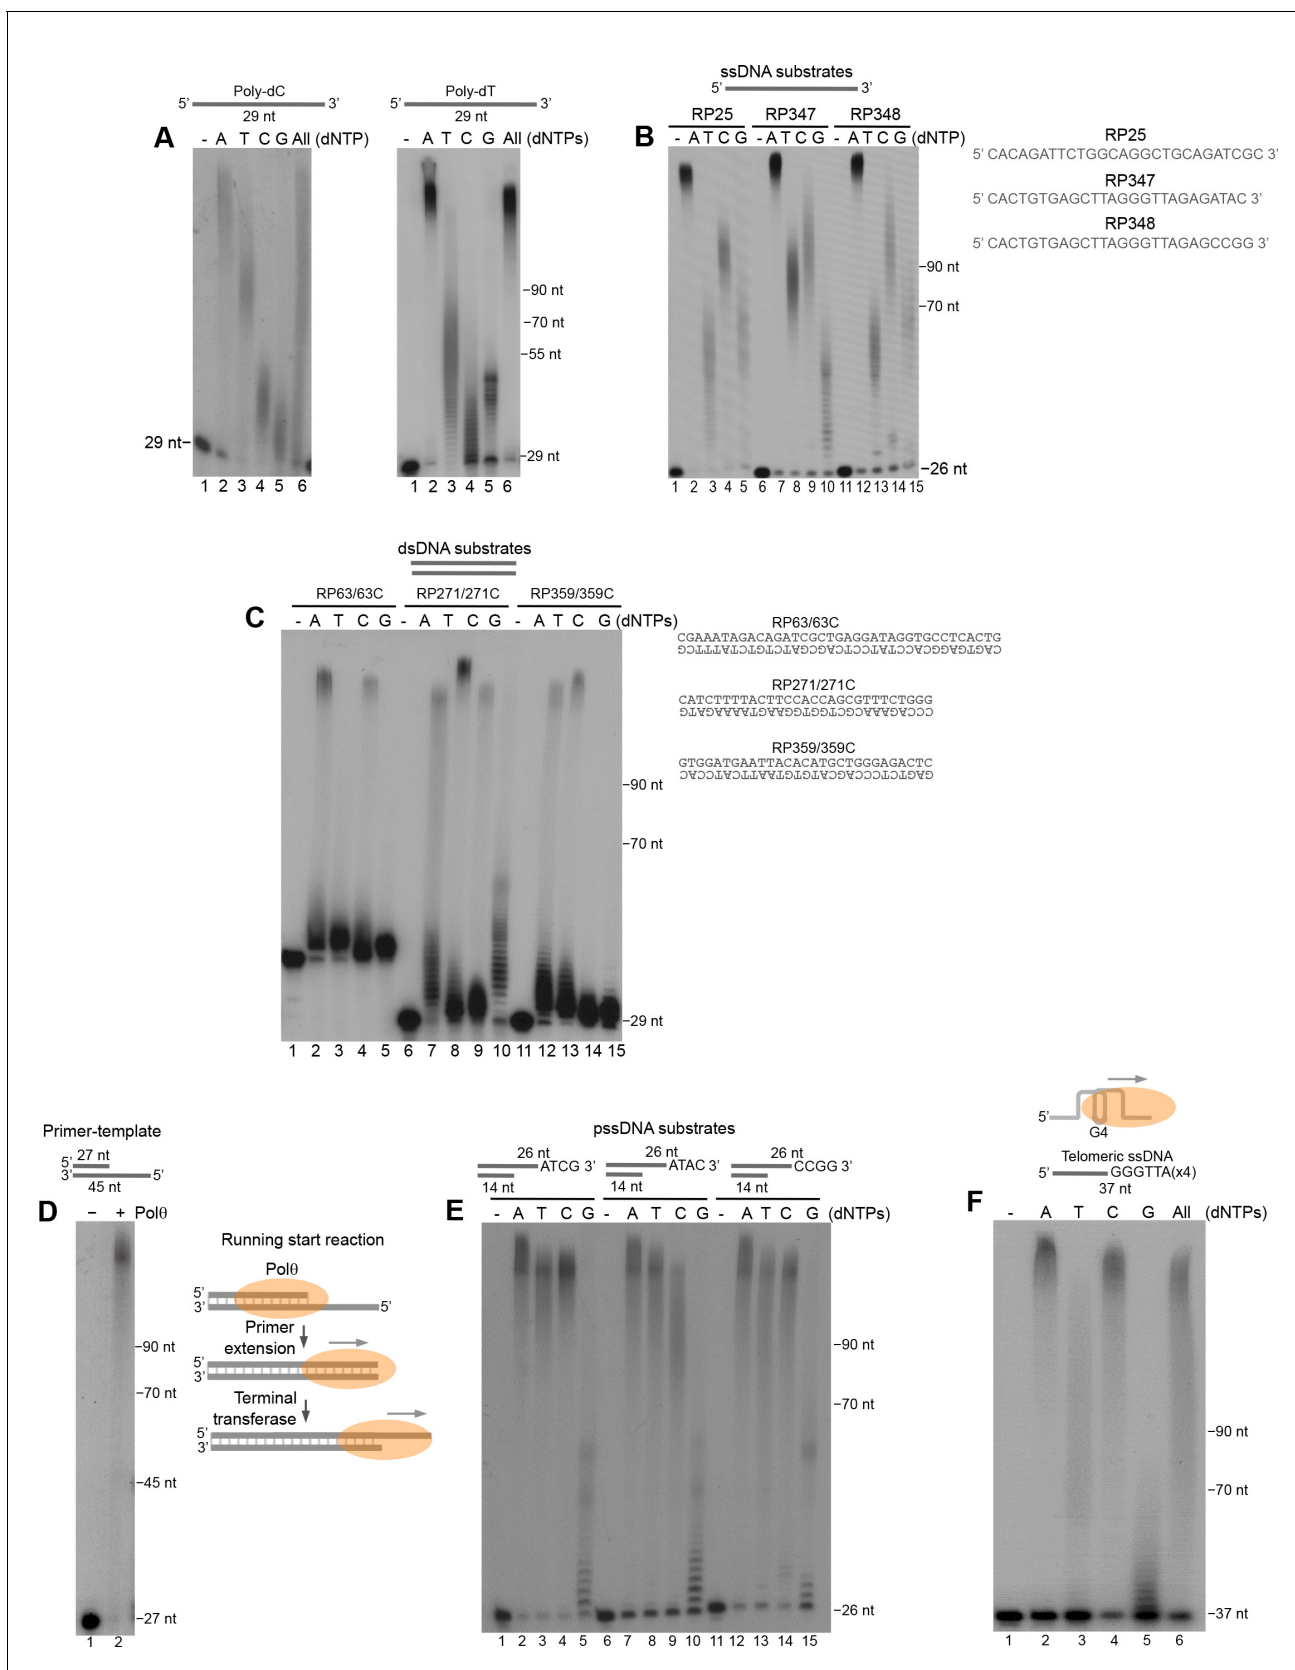 Poly-dC
5’ 3’
29 nt
A
- A T C G All (dNTP)
29 nt
1 2 3 4 5 6
Poly-dT
5’ 3’
29 nt
- A T C G All (dNTPs)
90 nt
70 nt
55 nt
29 nt
1 2 3 4 5 6
ssDNA substrates
5’ 3’
B
RP25 RP347 RP348
- A T C G - A T C G - A T C G (dNTP)
90 nt
70 nt
26 nt
1 2 3 4 5 6 7 8 9 10 11 12 13 14 15
RP25
5’ CACAGATTCTGGCAGGCTGCAGATCGC 3’
RP347
5’ CACTGTGAGCTTAGGGTTAGAGATAC 3’
RP348
5’ CACTGTGAGCTTAGGGTTAGAGCCGG 3’
dsDNA substrates
C
RP63/63C RP271/271C RP359/359C
- A T C G - A T C G - A T C G (dNTPs)
90 nt
70 nt
29 nt
1 2 3 4 5 6 7 8 9 10 11 12 13 14 15
RP63/63C
CGAAATAGACAGATCGCTGAGGATAGGTGCCTCACTG
RP271/271C
CATCTTTTACTTCCACCAGCGTTTCTGGG
RP359/359C
GTGGATGAATTACACATGCTGGGAGACTC
Primer-template
5’ 27 nt
3’ 5’
45 nt
D
– + Polθ
90 nt
70 nt
45 nt
27 nt
1 2
Running start reaction
Polθ
5’
3’ 5’
Primer
extension
5’
3’
Terminal
transferase
5’
3’
pssDNA substrates
26 nt 26 nt 26 nt
ATCG 3’ ATAC 3’ CCGG 3’
14 nt 14 nt 14 nt
E
- A T C G - A T C G - A T C G (dNTPs)
90 nt
70 nt
26 nt
1 2 3 4 5 6 7 8 9 10 11 12 13 14 15
5’
G4
Telomeric ssDNA
5’ GGGTTA(x4)
37 nt
F
- A T C G All (dNTPs)
90 nt
70 nt
37 nt
1 2 3 4 5 6